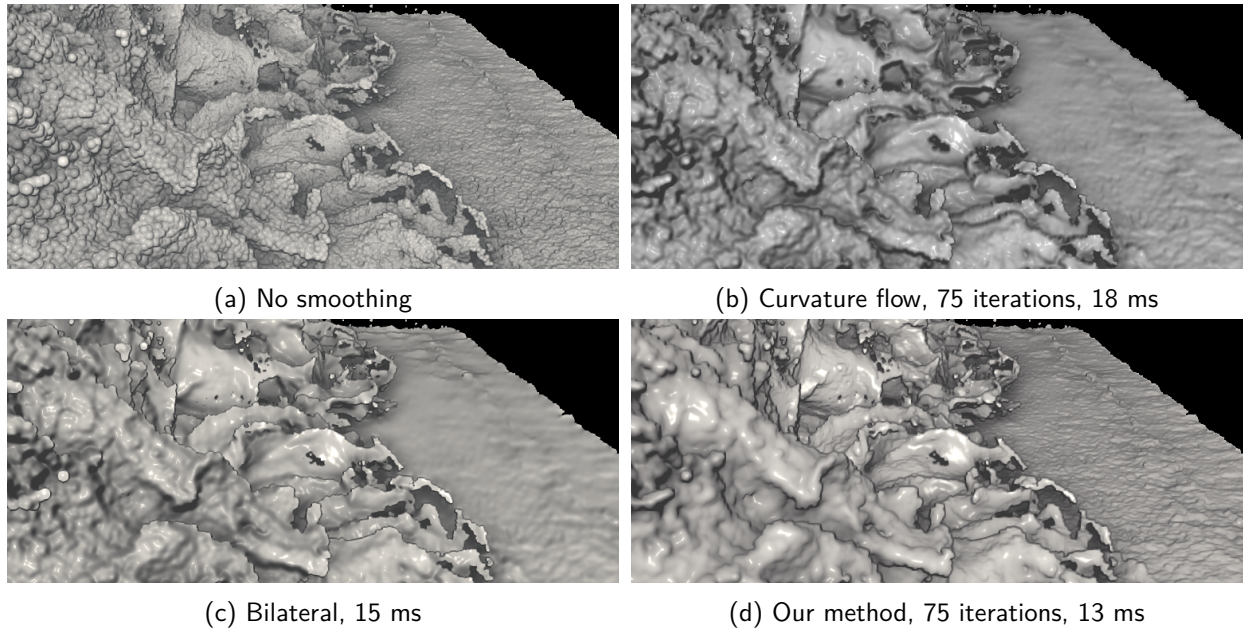 (a) No smoothing
(b) Curvature flow, 75 iterations, 18 ms
(c) Bilateral, 15 ms
(d) Our method, 75 iterations, 13 ms